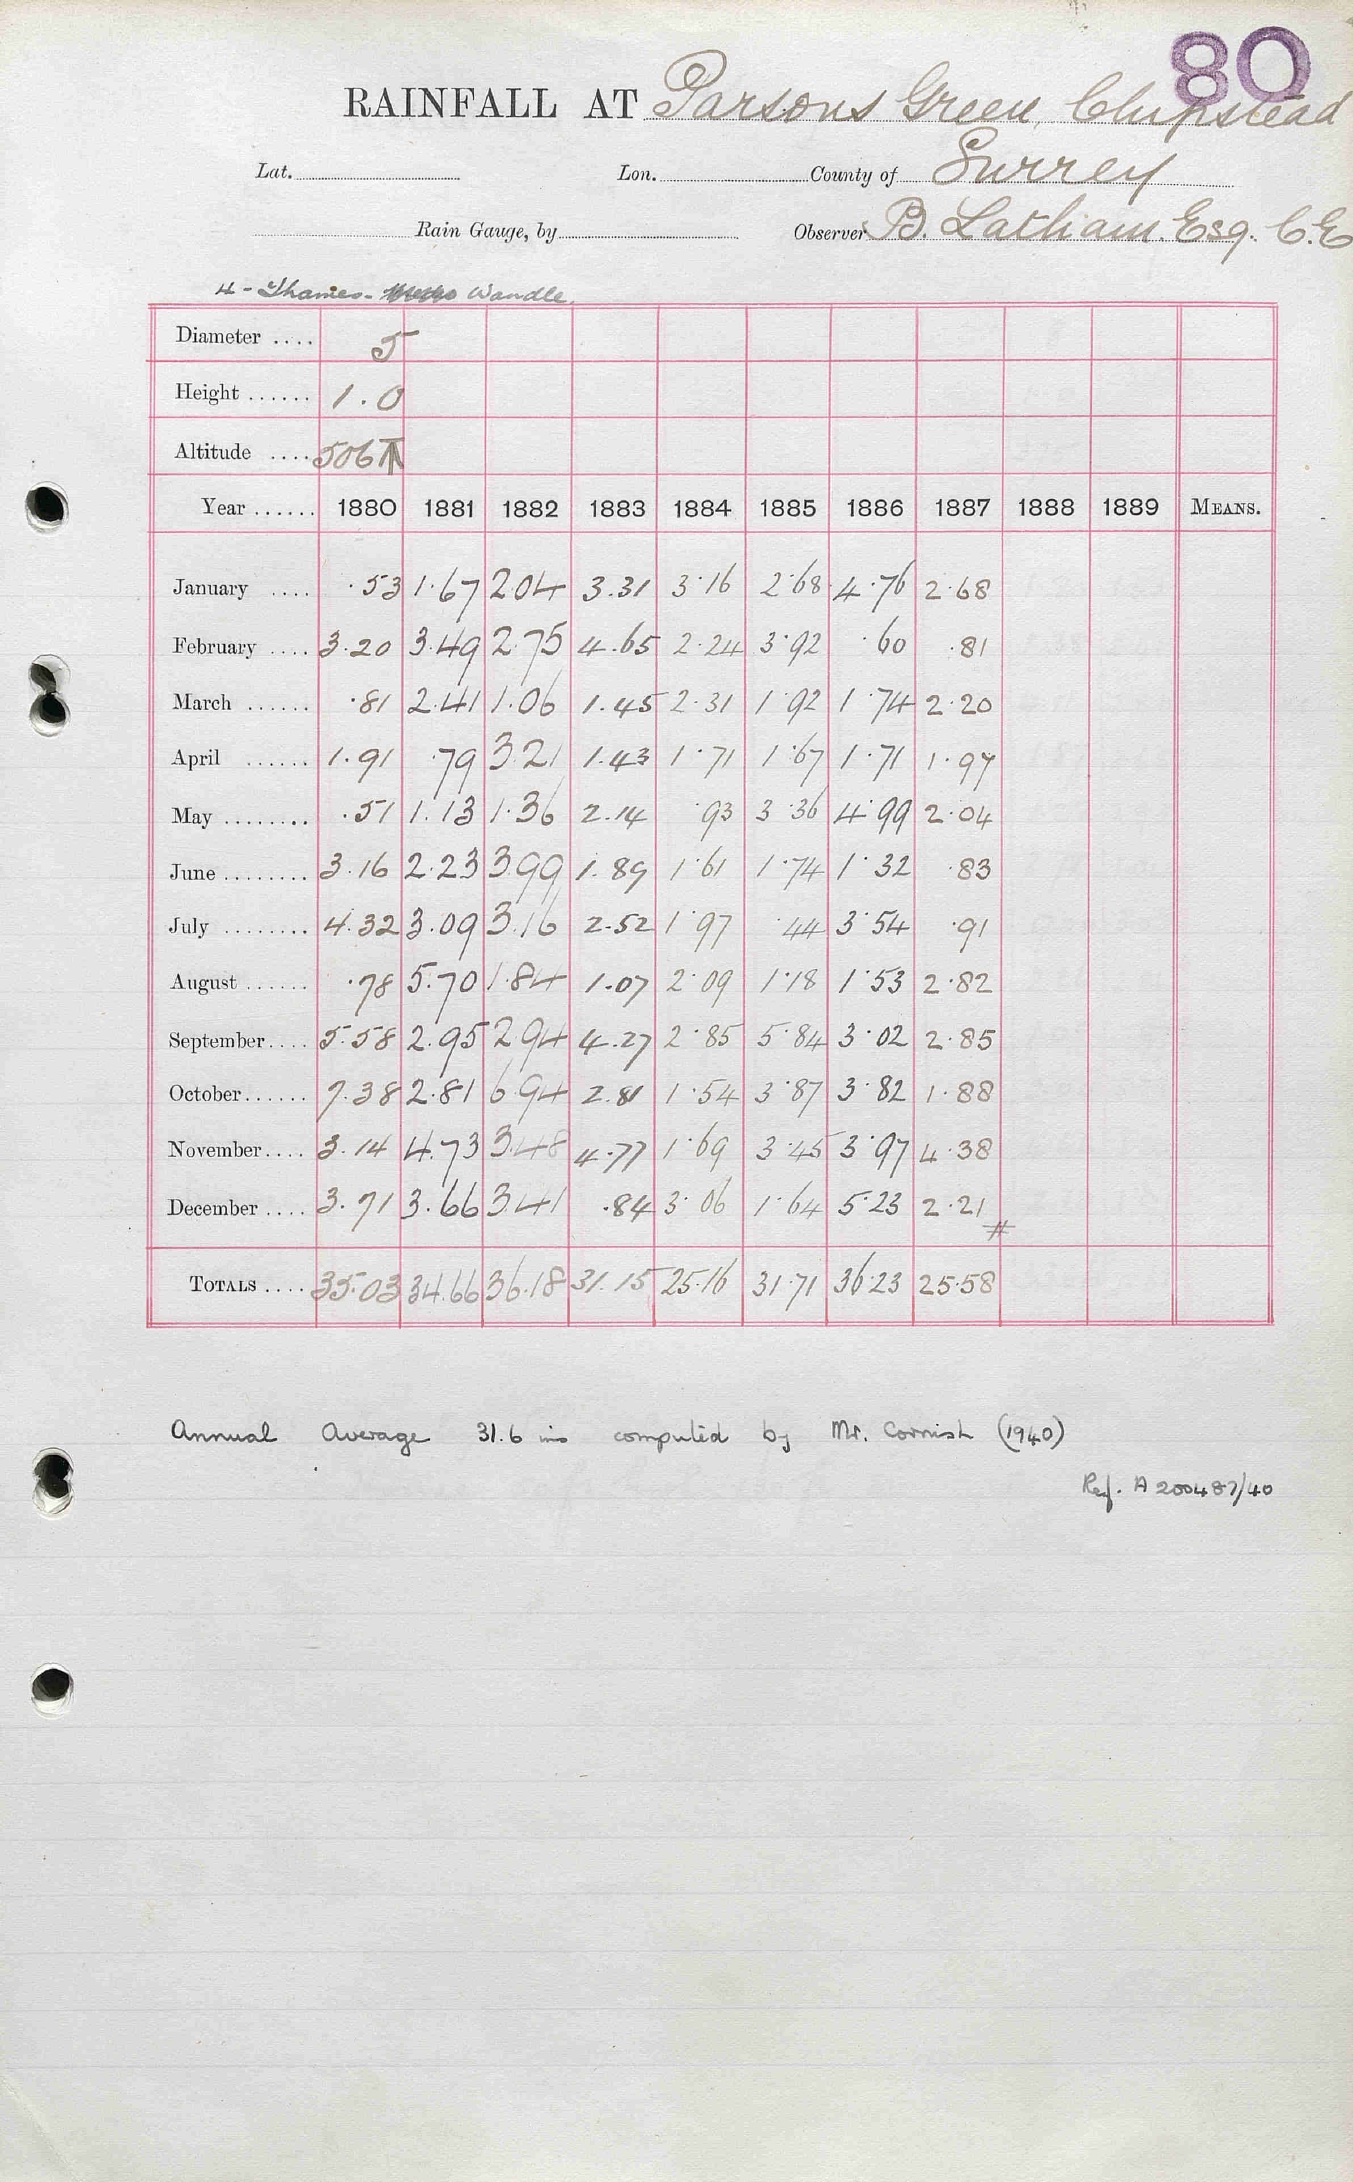 80
RAINFALL AT Parsons Green, Chipstead
Lat. Lon. County of Surrey
Rain Gauge, by Observer B. Latham. Esq. C.E
4 - Thames - Wandle.
Diameter .... 5
Height ...... 1.0
Altitude .... 506
Year ...... 1880 1881 1882 1883 1884 1885 1886 1887 1888 1889 MEANS.
January .... .53 1.67 2.04 3.31 3.16 2.68 4.76 2.68
February .... 3.20 3.49 2.75 4.65 2.24 3.92 .60 .81
March ...... .81 2.41 1.06 1.45 2.31 1.92 1.74 2.20
April ...... 1.91 .79 3.21 1.43 1.71 1.67 1.71 1.97
May ........ .51 1.13 1.36 2.14 .93 3.36 4.99 2.04
June ........ 3.16 2.23 3.99 1.89 1.61 1.74 1.32 .83
July ........ 4.32 3.09 3.16 2.52 1.97 .44 3.54 .91
August ...... .78 5.70 1.84 1.07 2.09 1.18 1.53 2.82
September.... 5.58 2.95 2.94 4.27 2.85 5.84 3.02 2.85
October...... 7.38 2.81 6.94 2.81 1.54 3.87 3.82 1.88
November.... 3.14 4.73 3.48 4.77 1.69 3.45 3.97 4.38
December .... 3.71 3.66 3.41 .84 3.06 1.64 5.23 2.21
#
TOTALS .... 35.03 34.66 36.18 31.15 25.16 31.71 36.23 25.58
Annual Average 31.6 ins computed by Mr. Cornish (1940)
Ref. A 200487/40